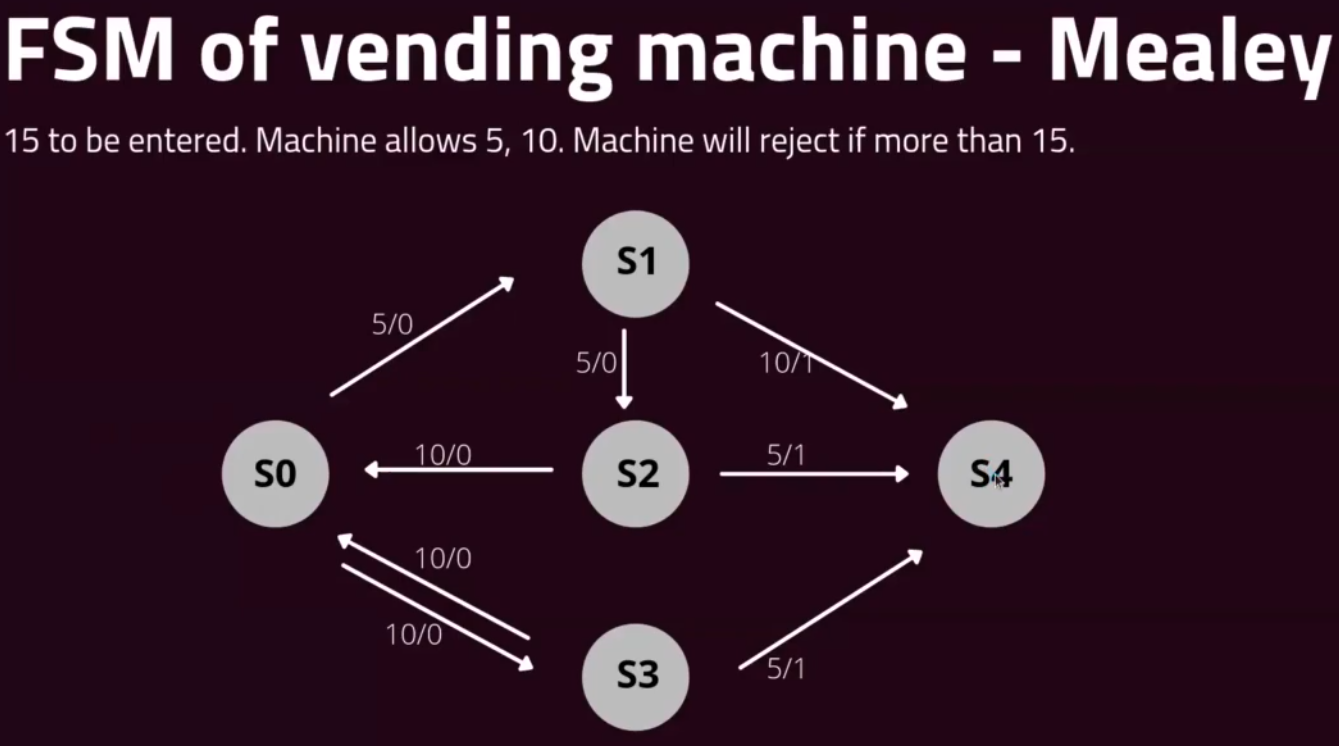 FSM of vending machine - Mealey
15 to be entered. Machine allows 5, 10. Machine will reject if more than 15.
S1
5/0
5/0
10/1
S0
10/0
S2
5/1
S4
10/0
10/0
S3
5/1